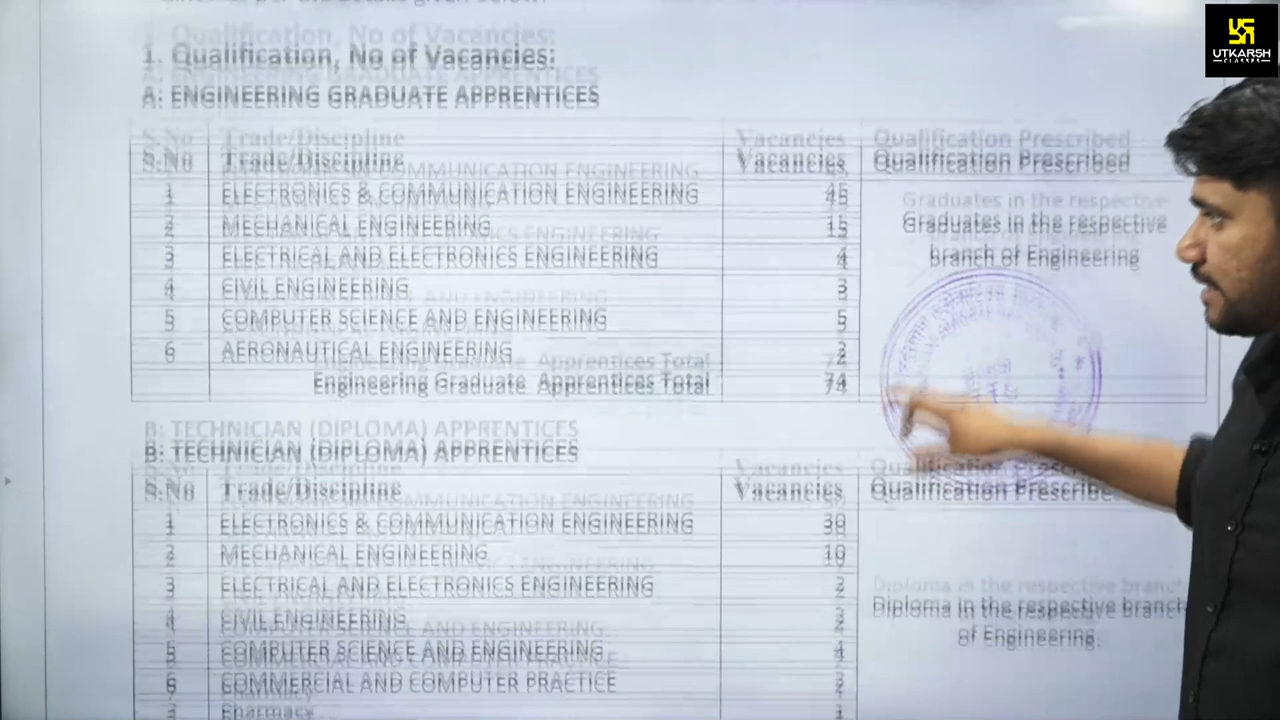 UTKARSH
CLASSES
1. Qualification, No of Vacancies:
A: ENGINEERING GRADUATE APPRENTICES
S.No Trade/Discipline Vacancies Qualification Prescribed
1 ELECTRONICS & COMMUNICATION ENGINEERING 45 Graduates in the respective branch of Engineering
2 MECHANICAL ENGINEERING 15
3 ELECTRICAL AND ELECTRONICS ENGINEERING 4
4 CIVIL ENGINEERING 3
5 COMPUTER SCIENCE AND ENGINEERING 5
6 AERONAUTICAL ENGINEERING 2
Engineering Graduate Apprentices Total 74
B: TECHNICIAN (DIPLOMA) APPRENTICES
S.No Trade/Discipline Vacancies Qualification
1 ELECTRONICS & COMMUNICATION ENGINEERING 30
2 MECHANICAL ENGINEERING 10
3 ELECTRICAL AND ELECTRONICS ENGINEERING 2
4 CIVIL ENGINEERING 2 Diploma in the respective branch of Engineering.
5 COMPUTER SCIENCE AND ENGINEERING 4
6 COMMERCIAL AND COMPUTER PRACTICE 2
Pharmacy 1